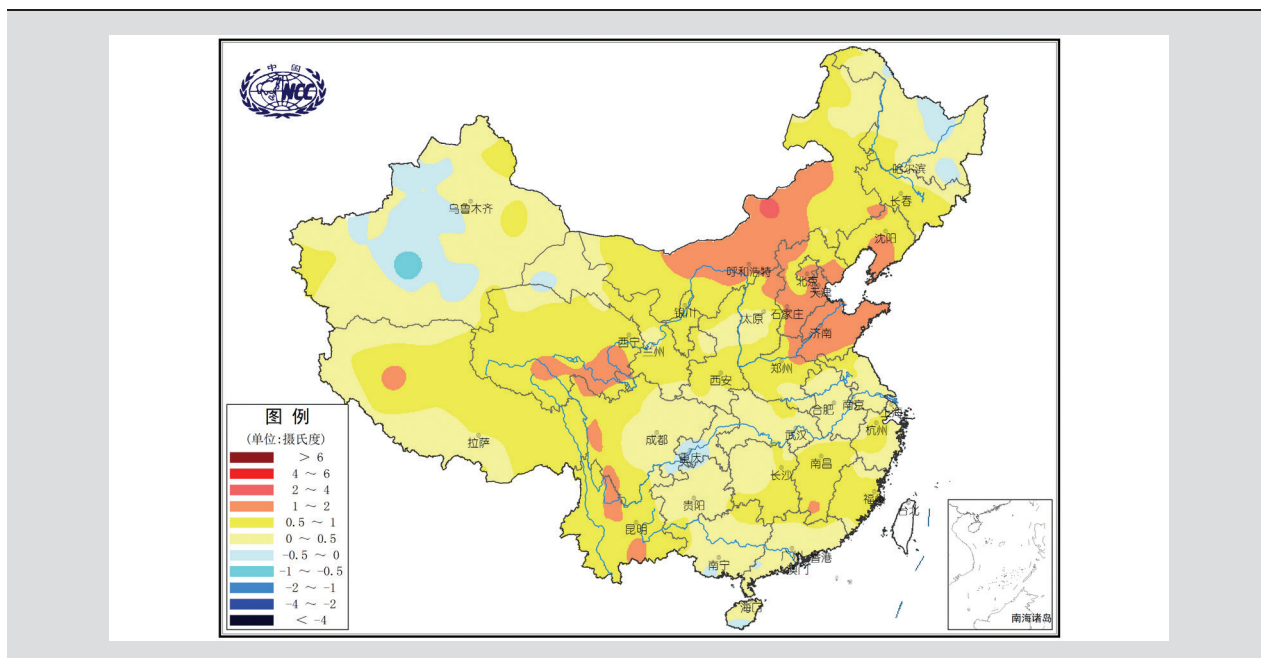 中 国
NCC
哈尔滨
长春
乌鲁木齐
沈阳
呼和浩特
北京
天津
银川
太原
石家庄
济南
西宁
兰州
郑州
西安
合肥
南京
上海
杭州
武汉
成都
重庆
拉萨
南昌
长沙
贵阳
福州
台北
昆明
广州
香港
澳门
南宁
海口
图 例
(单位:摄氏度)
> 6
4 ~ 6
2 ~ 4
1 ~ 2
0.5 ~ 1
0 ~ 0.5
-0.5 ~ 0
-1 ~ -0.5
-2 ~ -1
-4 ~ -2
< -4
南海诸岛